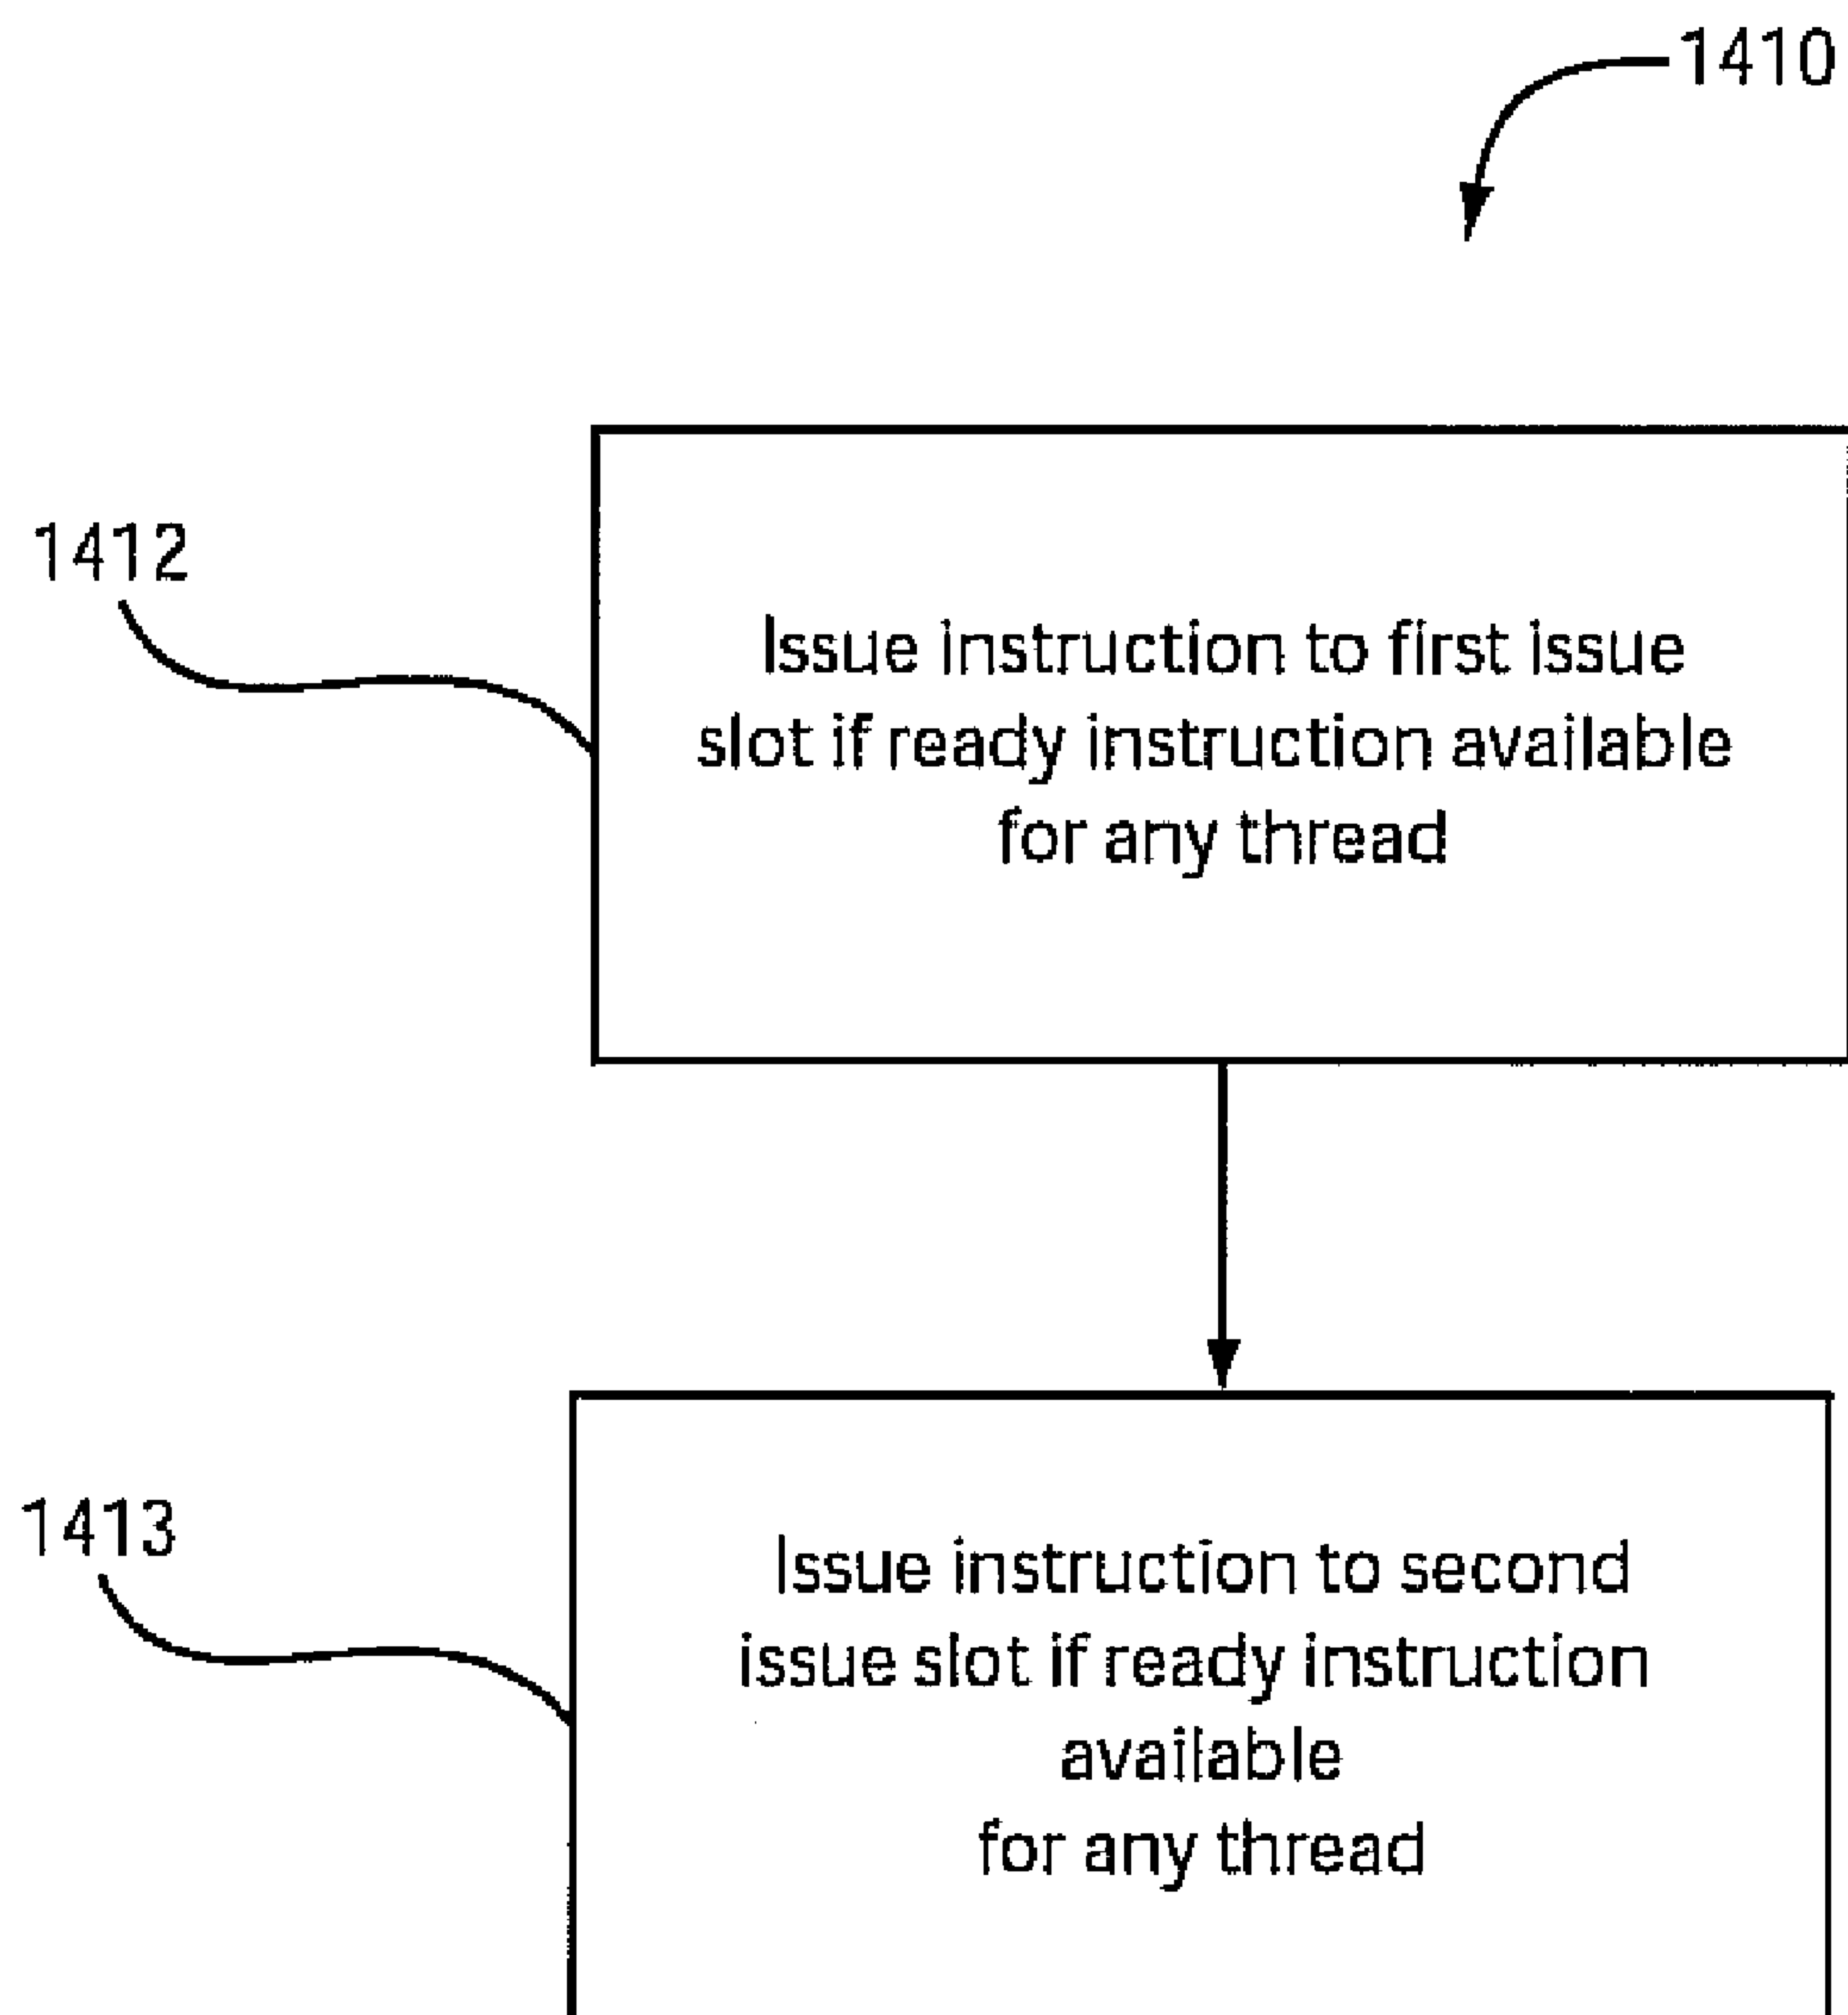 1410
1412
Issue instruction to first issue
slot if ready instruction available
for any thread
1413
Issue instruction to second
issue slot if ready instruction
available
for any thread